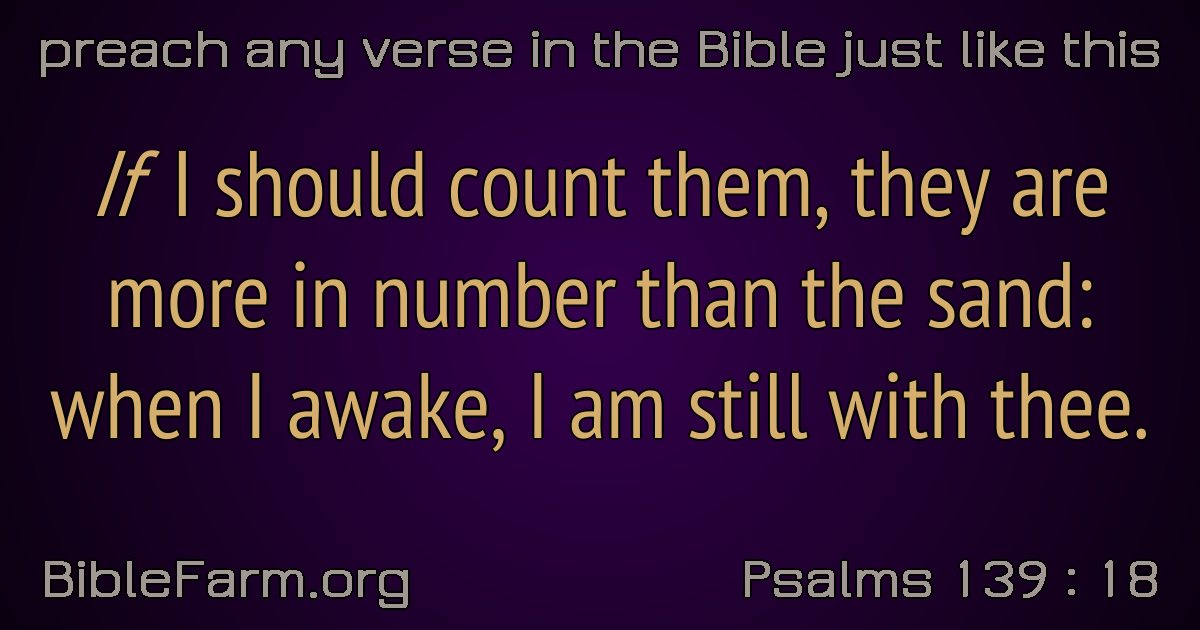 preach any verse in the Bible just like this
If I should count them, they are
more in number than the sand:
when I awake, I am still with thee.
BibleFarm.org
Psalms 139 : 18